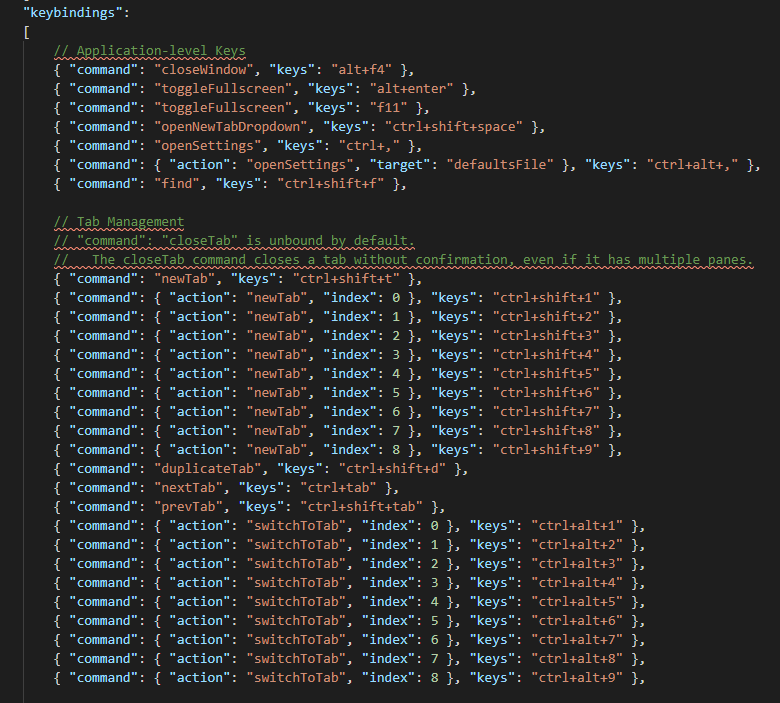 "keybindings":
[
    // Application-level Keys
    { "command": "closeWindow", "keys": "alt+f4" },
    { "command": "toggleFullscreen", "keys": "alt+enter" },
    { "command": "toggleFullscreen", "keys": "f11" },
    { "command": "openNewTabDropdown", "keys": "ctrl+shift+space" },
    { "command": "openSettings", "keys": "ctrl+," },
    { "command": { "action": "openSettings", "target": "defaultsFile" }, "keys": "ctrl+alt+," },
    { "command": "find", "keys": "ctrl+shift+f" },

    // Tab Management
    // "command": "closeTab" is unbound by default.
    //   The closeTab command closes a tab without confirmation, even if it has multiple panes.
    { "command": "newTab", "keys": "ctrl+shift+t" },
    { "command": { "action": "newTab", "index": 0 }, "keys": "ctrl+shift+1" },
    { "command": { "action": "newTab", "index": 1 }, "keys": "ctrl+shift+2" },
    { "command": { "action": "newTab", "index": 2 }, "keys": "ctrl+shift+3" },
    { "command": { "action": "newTab", "index": 3 }, "keys": "ctrl+shift+4" },
    { "command": { "action": "newTab", "index": 4 }, "keys": "ctrl+shift+5" },
    { "command": { "action": "newTab", "index": 5 }, "keys": "ctrl+shift+6" },
    { "command": { "action": "newTab", "index": 6 }, "keys": "ctrl+shift+7" },
    { "command": { "action": "newTab", "index": 7 }, "keys": "ctrl+shift+8" },
    { "command": { "action": "newTab", "index": 8 }, "keys": "ctrl+shift+9" },
    { "command": "duplicateTab", "keys": "ctrl+shift+d" },
    { "command": "nextTab", "keys": "ctrl+tab" },
    { "command": "prevTab", "keys": "ctrl+shift+tab" },
    { "command": { "action": "switchToTab", "index": 0 }, "keys": "ctrl+alt+1" },
    { "command": { "action": "switchToTab", "index": 1 }, "keys": "ctrl+alt+2" },
    { "command": { "action": "switchToTab", "index": 2 }, "keys": "ctrl+alt+3" },
    { "command": { "action": "switchToTab", "index": 3 }, "keys": "ctrl+alt+4" },
    { "command": { "action": "switchToTab", "index": 4 }, "keys": "ctrl+alt+5" },
    { "command": { "action": "switchToTab", "index": 5 }, "keys": "ctrl+alt+6" },
    { "command": { "action": "switchToTab", "index": 6 }, "keys": "ctrl+alt+7" },
    { "command": { "action": "switchToTab", "index": 7 }, "keys": "ctrl+alt+8" },
    { "command": { "action": "switchToTab", "index": 8 }, "keys": "ctrl+alt+9" },